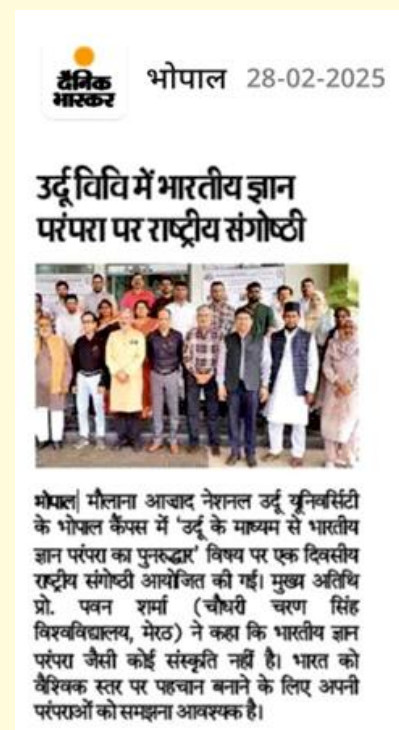 दैनिक
भास्कर
भोपाल 28-02-2025
उर्दू विवि में भारतीय ज्ञान
परंपरा पर राष्ट्रीय संगोष्ठी
भोपाल| मौलाना आजाद नेशनल उर्दू यूनिवर्सिटी
के भोपाल कैंपस में 'उर्दू के माध्यम से भारतीय
ज्ञान परंपरा का पुनरुद्धार' विषय पर एक दिवसीय
राष्ट्रीय संगोष्ठी आयोजित की गई। मुख्य अतिथि
प्रो. पवन शर्मा (चौधरी चरण सिंह
विश्वविद्यालय, मेरठ) ने कहा कि भारतीय ज्ञान
परंपरा जैसी कोई संस्कृति नहीं है। भारत को
वैश्विक स्तर पर पहचान बनाने के लिए अपनी
परंपराओं को समझना आवश्यक है।